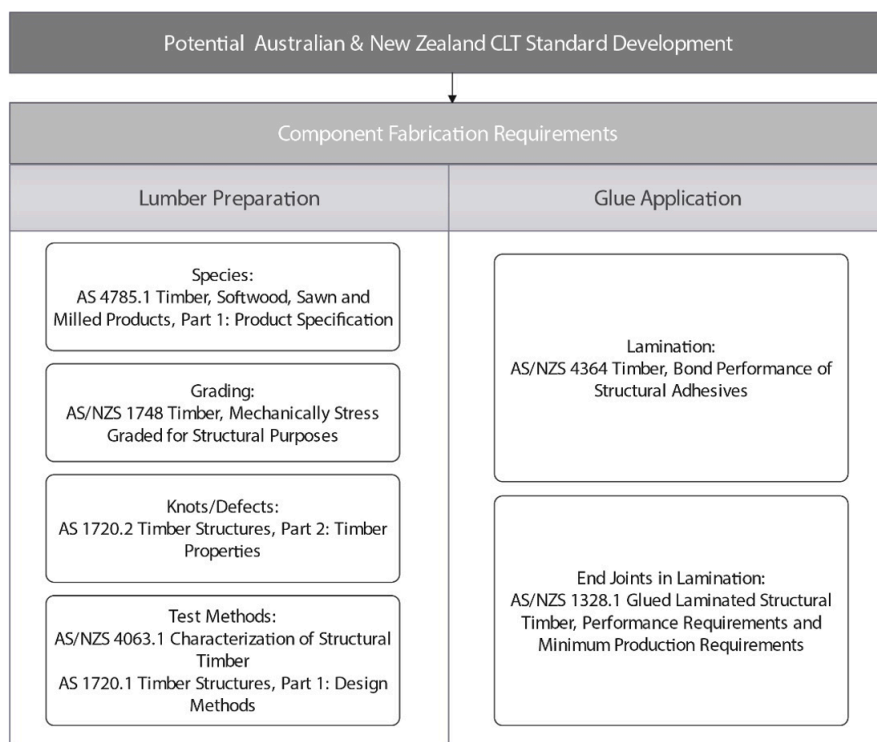 Potential Australian & New Zealand CLT Standard Development
Component Fabrication Requirements
Lumber Preparation
Species:
AS 4785.1 Timber, Softwood, Sawn and
Milled Products, Part 1: Product Specification
Grading:
AS/NZS 1748 Timber, Mechanically Stress
Graded for Structural Purposes
Knots/Defects:
AS 1720.2 Timber Structures, Part 2: Timber
Properties
Test Methods:
AS/NZS 4063.1 Characterization of Structural
Timber
AS 1720.1 Timber Structures, Part 1: Design
Methods
Glue Application
Lamination:
AS/NZS 4364 Timber, Bond Performance of
Structural Adhesives
End Joints in Lamination:
AS/NZS 1328.1 Glued Laminated Structural
Timber, Performance Requirements and
Minimum Production Requirements